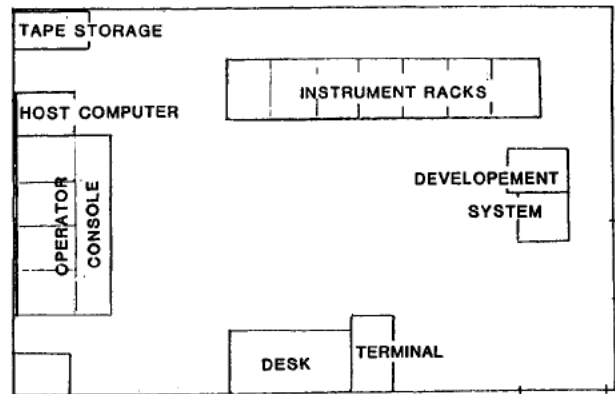 TAPE STORAGE
INSTRUMENT RACKS
HOST COMPUTER
OPERATOR
CONSOLE
DEVELOPEMENT
SYSTEM
DESK
TERMINAL